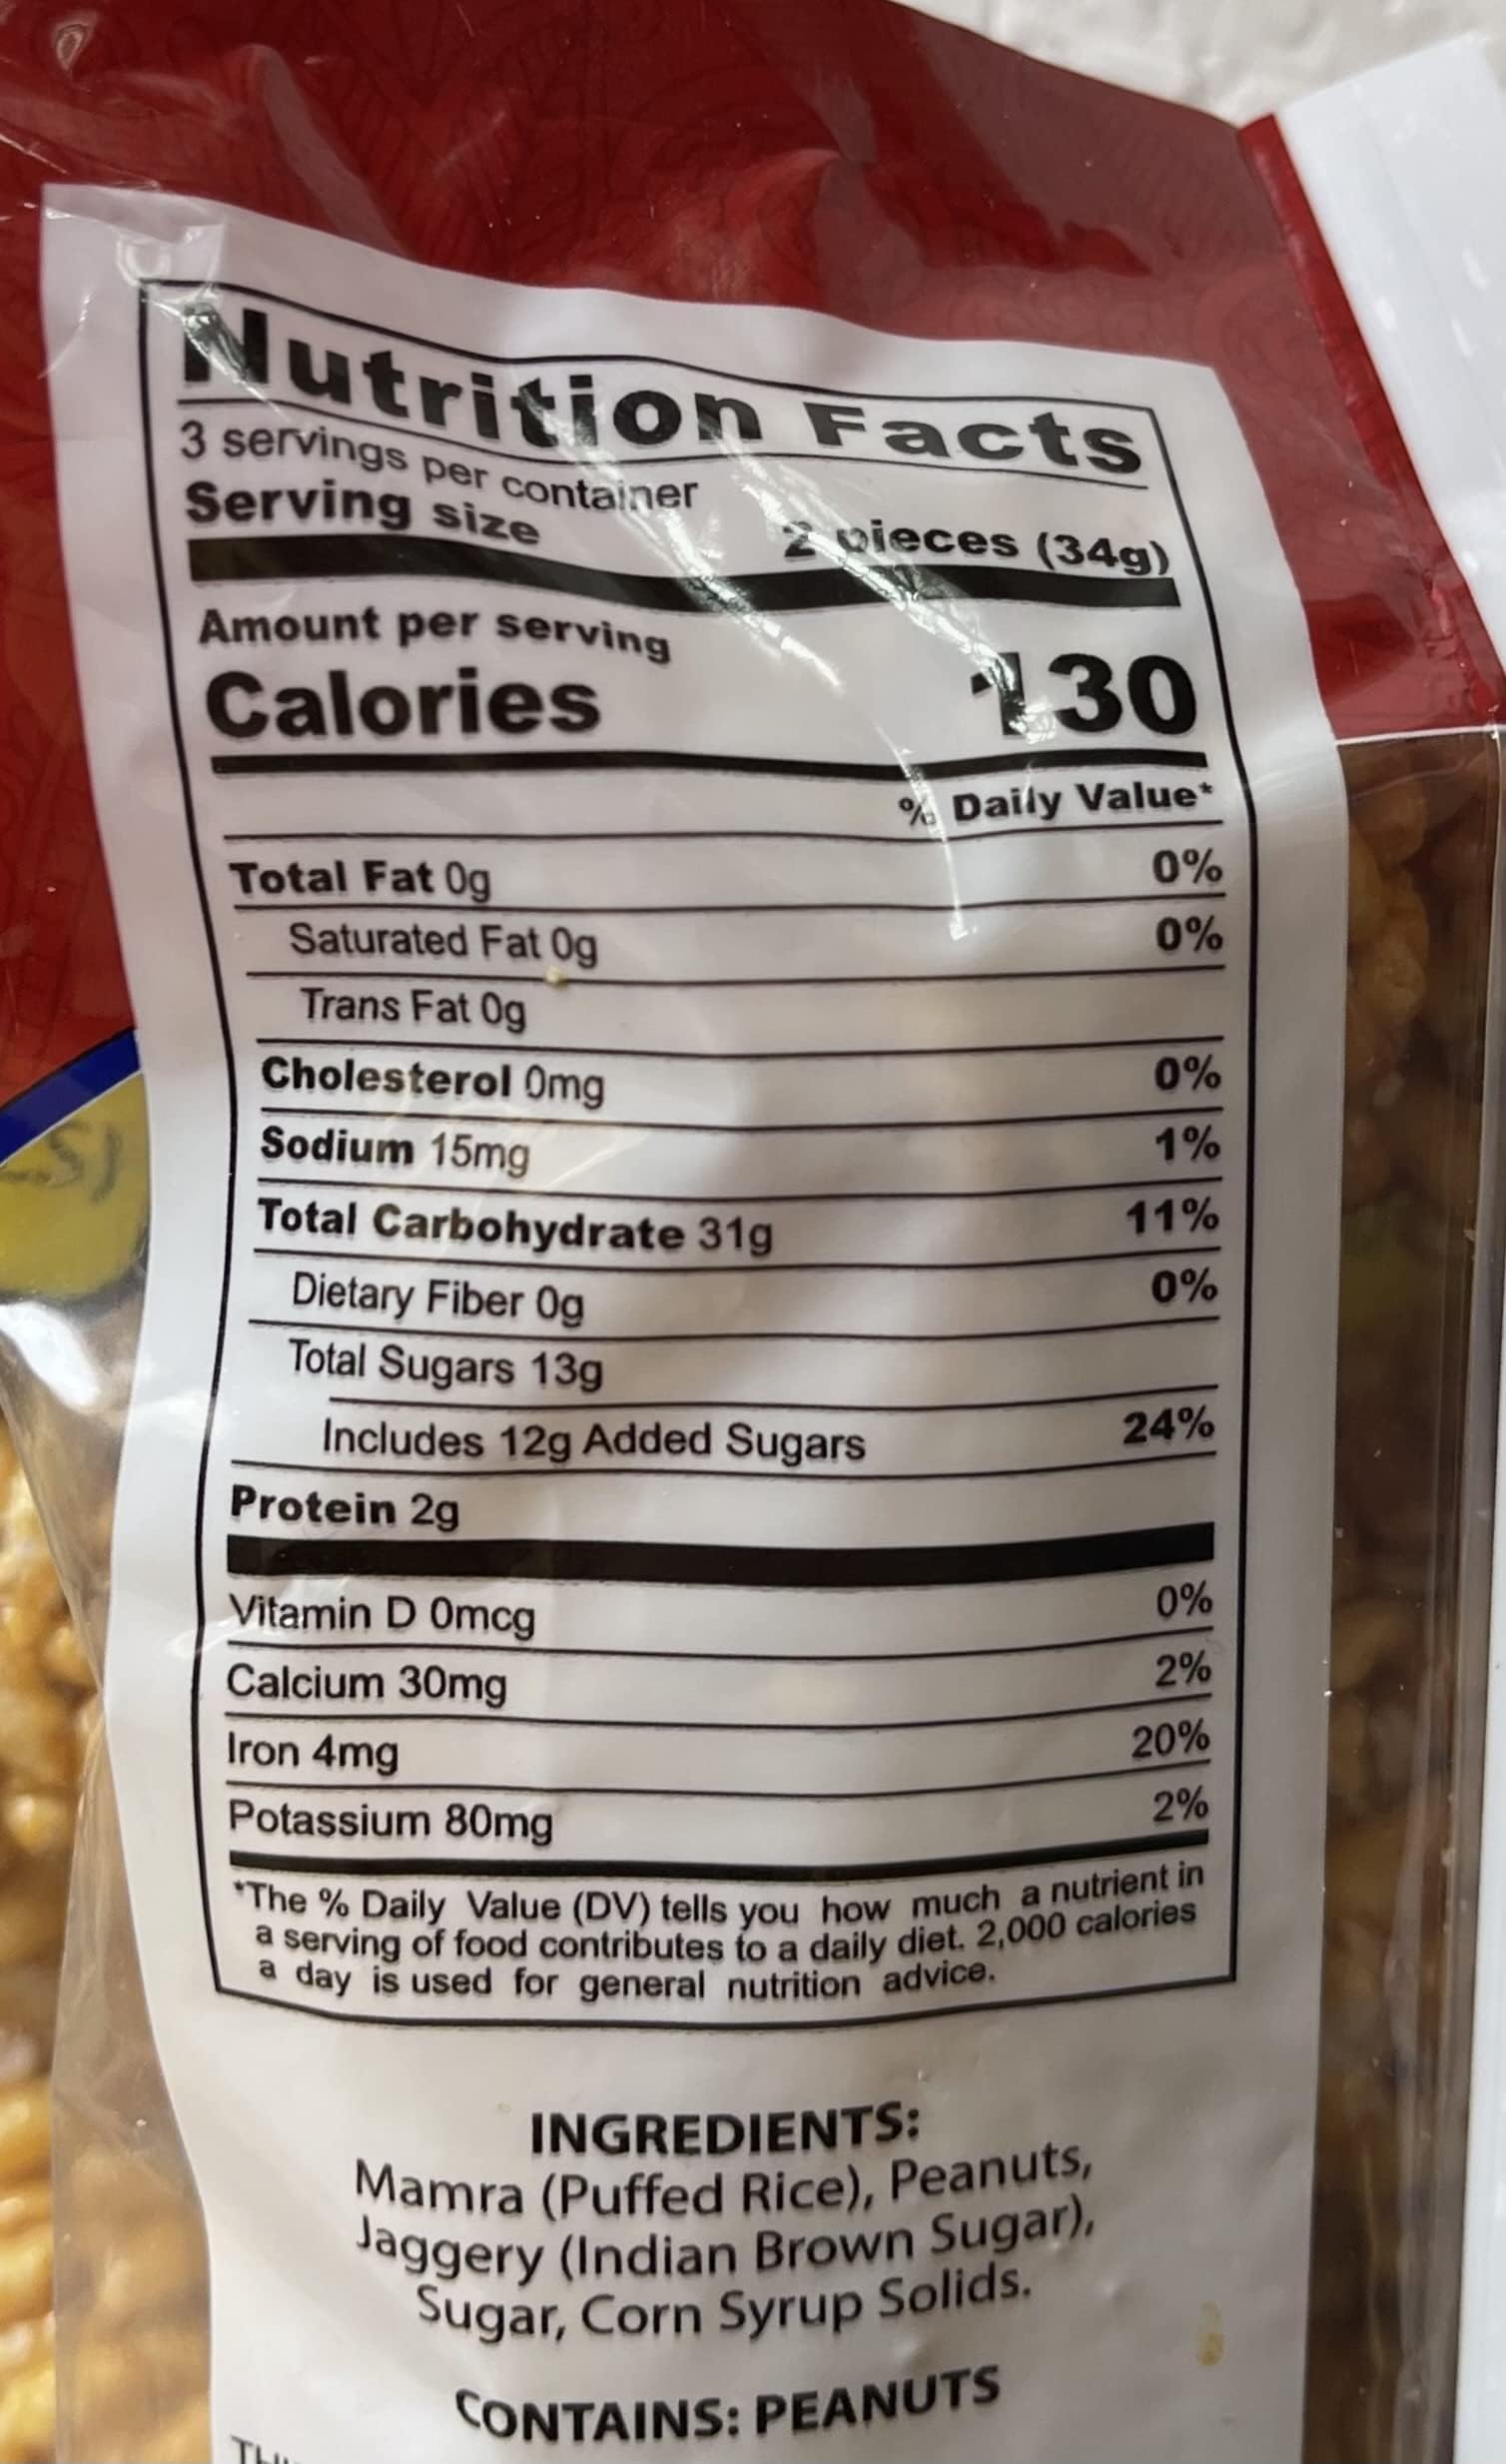 Nutrition Facts
3 servings per container
Serving size 2 pieces (34g)
Amount per serving
Calories 130
% Daily Value*
Total Fat 0g 0%
Saturated Fat 0g 0%
Trans Fat 0g
Cholesterol 0mg 0%
Sodium 15mg 1%
Total Carbohydrate 31g 11%
Dietary Fiber 0g 0%
Total Sugars 13g
Includes 12g Added Sugars 24%
Protein 2g
Vitamin D 0mcg 0%
Calcium 30mg 2%
Iron 4mg 20%
Potassium 80mg 2%
*The % Daily Value (DV) tells you how much a nutrient in
a serving of food contributes to a daily diet. 2,000 calories
a day is used for general nutrition advice.
INGREDIENTS:
Mamra (Puffed Rice), Peanuts,
Jaggery (Indian Brown Sugar),
Sugar, Corn Syrup Solids.
CONTAINS: PEANUTS